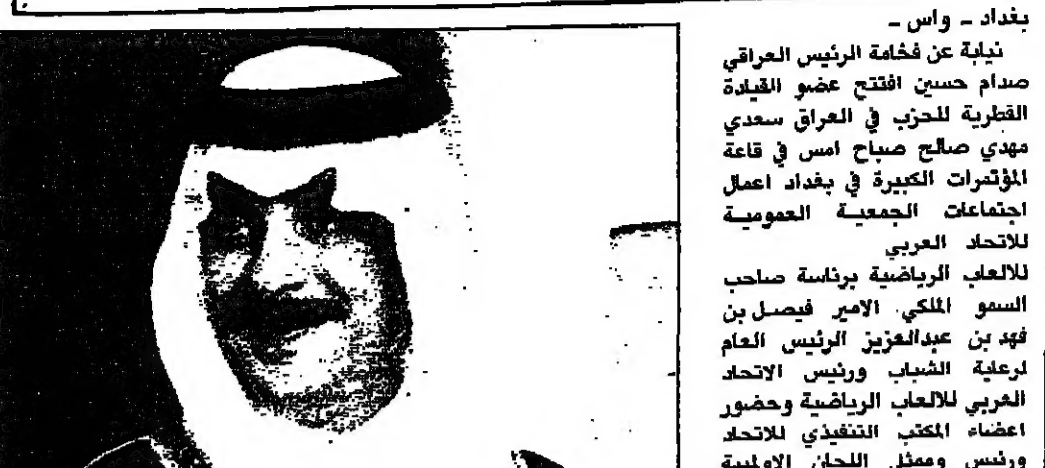 بغداد - واس -
نيابة عن فخامة الرئيس العراقي
صدام حسين افتتح عضو القيادة
القطرية للحزب في العراق سعدي
مهدي صالح صباح امس في قاعة
المؤتمرات الكبيرة في بغداد اعمال
اجتماعات الجمعية العمومية
للاتحاد العربي
للالعاب الرياضية برئاسة صاحب
السمو الملكي الامير فيصل بن
فهد بن عبدالعزيز الرئيس العام
لرعاية الشباب ورئيس الاتحاد
العربي للالعاب الرياضية وحضور
اعضاء المكتب التنفيذي للاتحاد
ورئيس وممثل اللجان الاولمبية